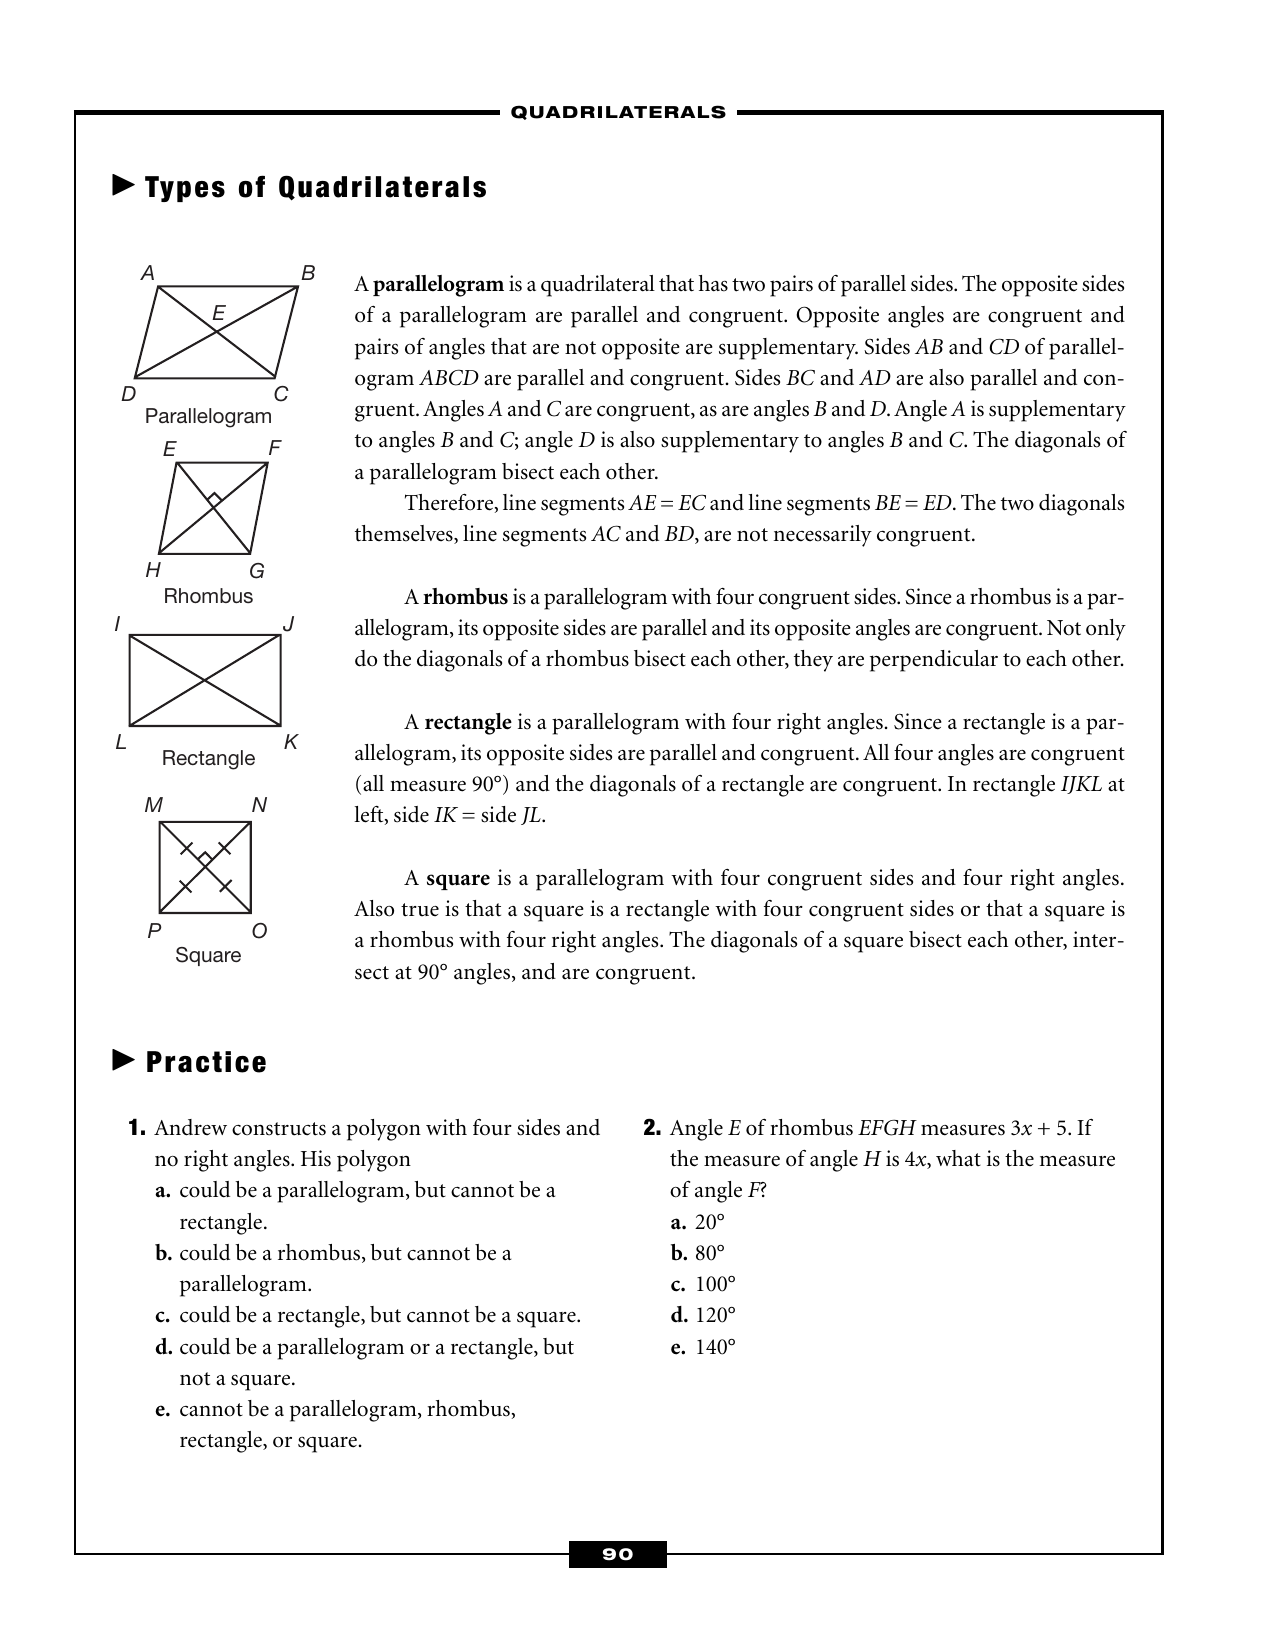 QUADRILATERALS
Types of Quadrilaterals
A
B
E
D
C
Parallelogram
E
F
H
G
Rhombus
I
J
L
K
Rectangle
M
N
P
O
Square
A parallelogram is a quadrilateral that has two pairs of parallel sides. The opposite sides
of a parallelogram are parallel and congruent. Opposite angles are congruent and
pairs of angles that are not opposite are supplementary. Sides AB and CD of parallel-
ogram ABCD are parallel and congruent. Sides BC and AD are also parallel and con-
gruent. Angles A and C are congruent, as are angles B and D. Angle A is supplementary
to angles B and C; angle D is also supplementary to angles B and C. The diagonals of
a parallelogram bisect each other.
Therefore, line segments AE = EC and line segments BE = ED. The two diagonals
themselves, line segments AC and BD, are not necessarily congruent.
A rhombus is a parallelogram with four congruent sides. Since a rhombus is a par-
allelogram, its opposite sides are parallel and its opposite angles are congruent. Not only
do the diagonals of a rhombus bisect each other, they are perpendicular to each other.
A rectangle is a parallelogram with four right angles. Since a rectangle is a par-
allelogram, its opposite sides are parallel and congruent. All four angles are congruent
(all measure 90°) and the diagonals of a rectangle are congruent. In rectangle IJKL at
left, side IK = side JL.
A square is a parallelogram with four congruent sides and four right angles.
Also true is that a square is a rectangle with four congruent sides or that a square is
a rhombus with four right angles. The diagonals of a square bisect each other, inter-
sect at 90° angles, and are congruent.
Practice
1. Andrew constructs a polygon with four sides and
no right angles. His polygon
a. could be a parallelogram, but cannot be a
rectangle.
b. could be a rhombus, but cannot be a
parallelogram.
c. could be a rectangle, but cannot be a square.
d. could be a parallelogram or a rectangle, but
not a square.
e. cannot be a parallelogram, rhombus,
rectangle, or square.
2. Angle E of rhombus EFGH measures 3x + 5. If
the measure of angle H is 4x, what is the measure
of angle F?
a. 20°
b. 80°
c. 100°
d. 120°
e. 140°
90